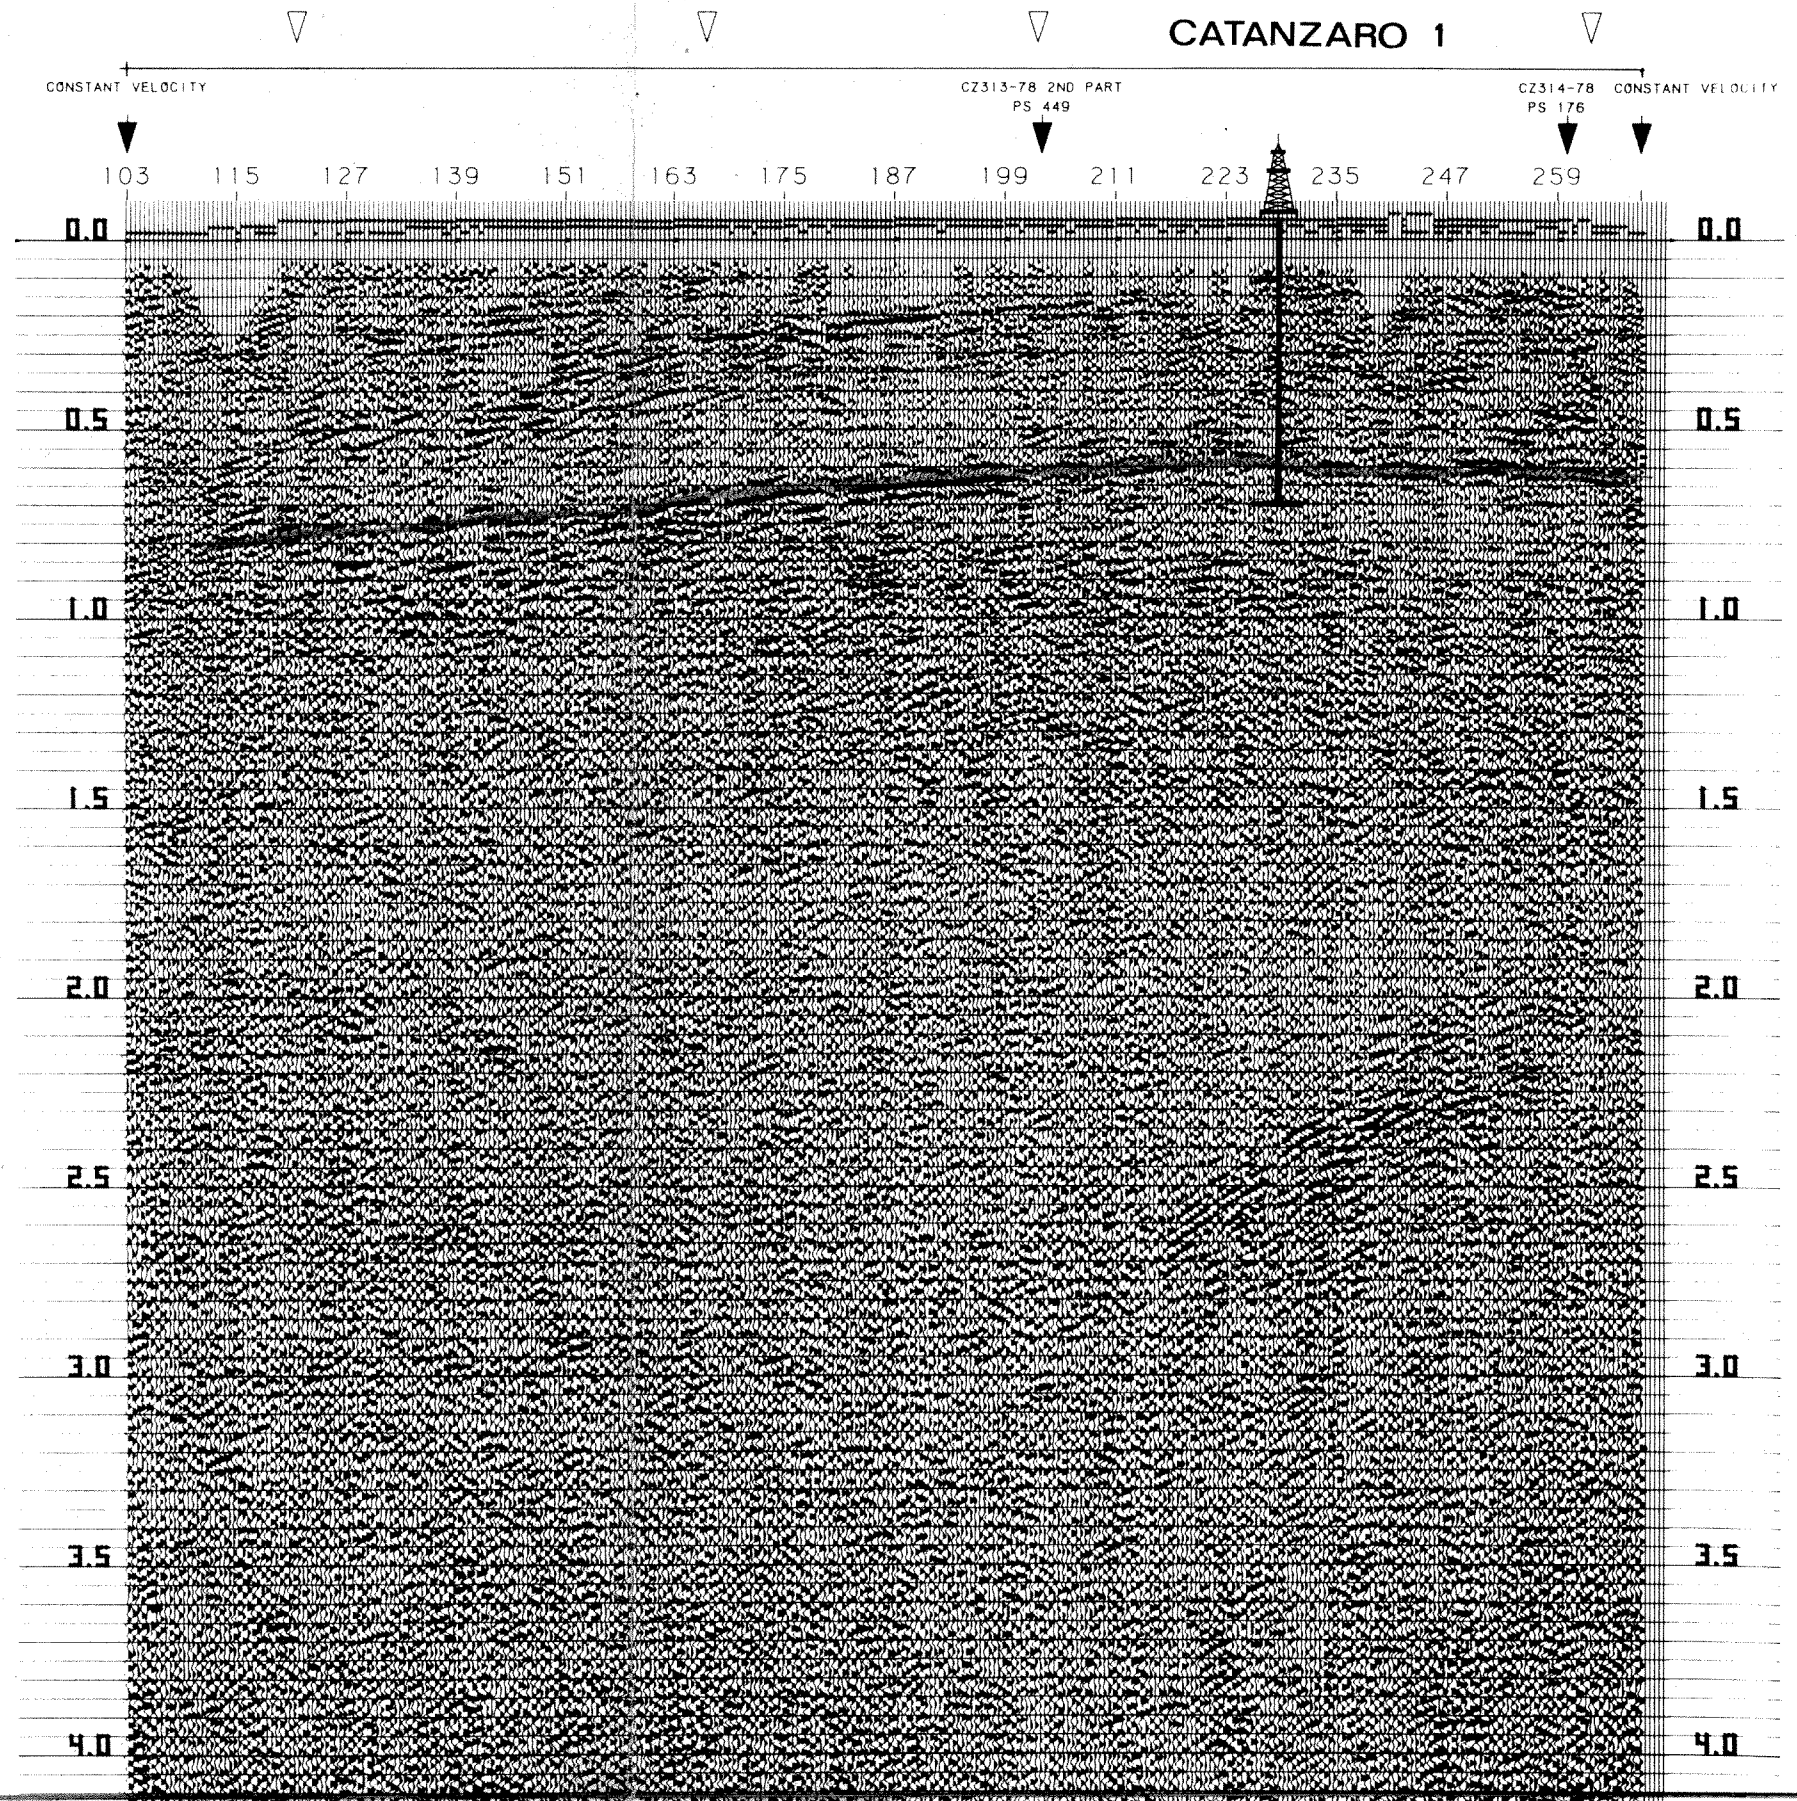 CATANZARO 1
CONSTANT VELOCITY
CZ313-78 2ND PART
PS 449
CZ314-78 CONSTANT VELOCITY
PS 176
103 115 127 139 151 163 175 187 199 211 223 235 247 259
0.0 0.0
0.5 0.5
1.0 1.0
1.5 1.5
2.0 2.0
2.5 2.5
3.0 3.0
3.5 3.5
4.0 4.0